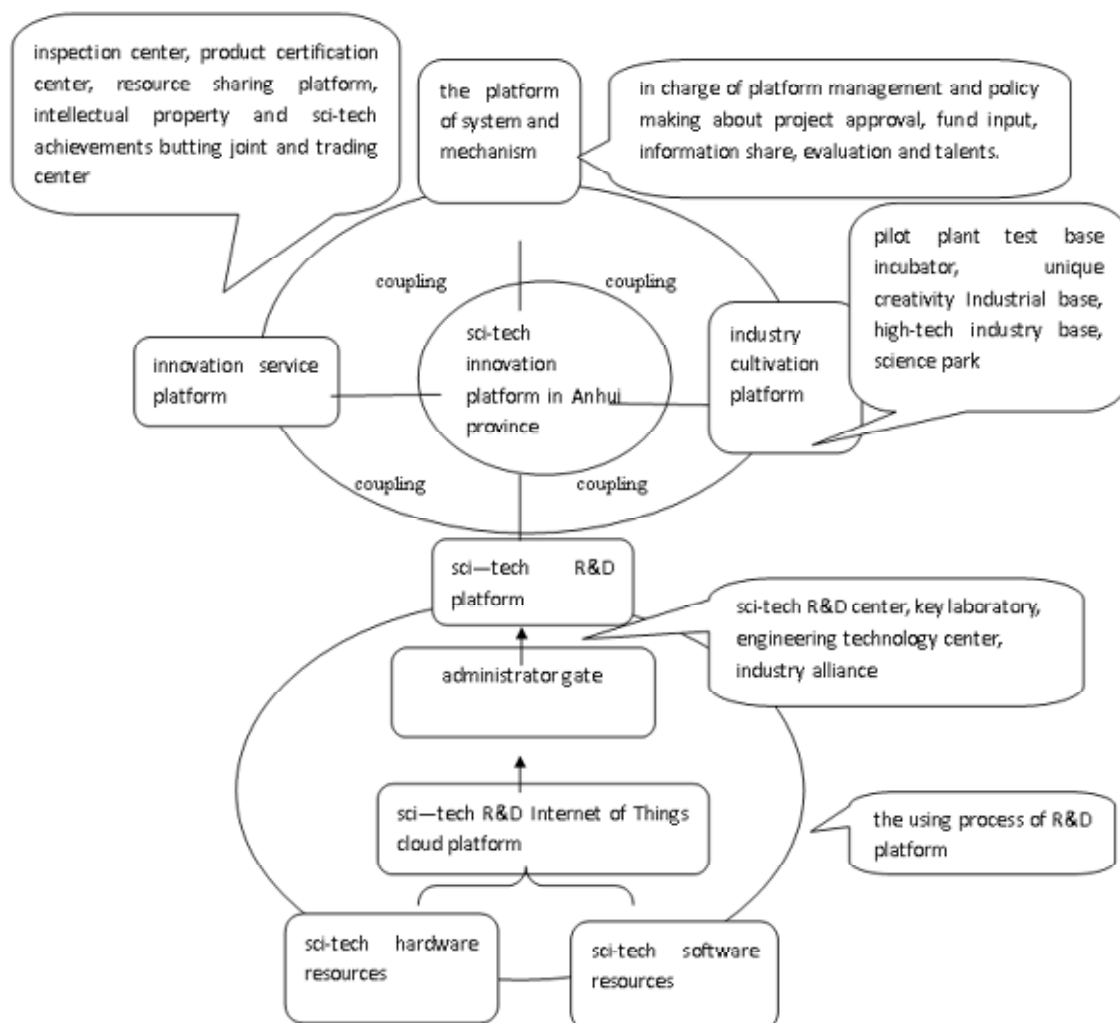 inspection center, product certification
center, resource sharing platform,
intellectual property and sci-tech
achievements butting joint and trading
center
the platform
of system and
mechanism
in charge of platform management and policy
making about project approval, fund input,
information share, evaluation and talents.
pilot plant test base
incubator, unique
creativity Industrial base,
high-tech industry base,
science park
coupling
coupling
sci-tech
innovation
platform in Anhui
province
innovation service
platform
industry
cultivation
platform
coupling
coupling
sci—tech R&D
platform
sci-tech R&D center, key laboratory,
engineering technology center,
industry alliance
administrator gate
sci—tech R&D Internet of Things
cloud platform
the using process of R&D
platform
sci-tech hardware
resources
sci-tech software
resources